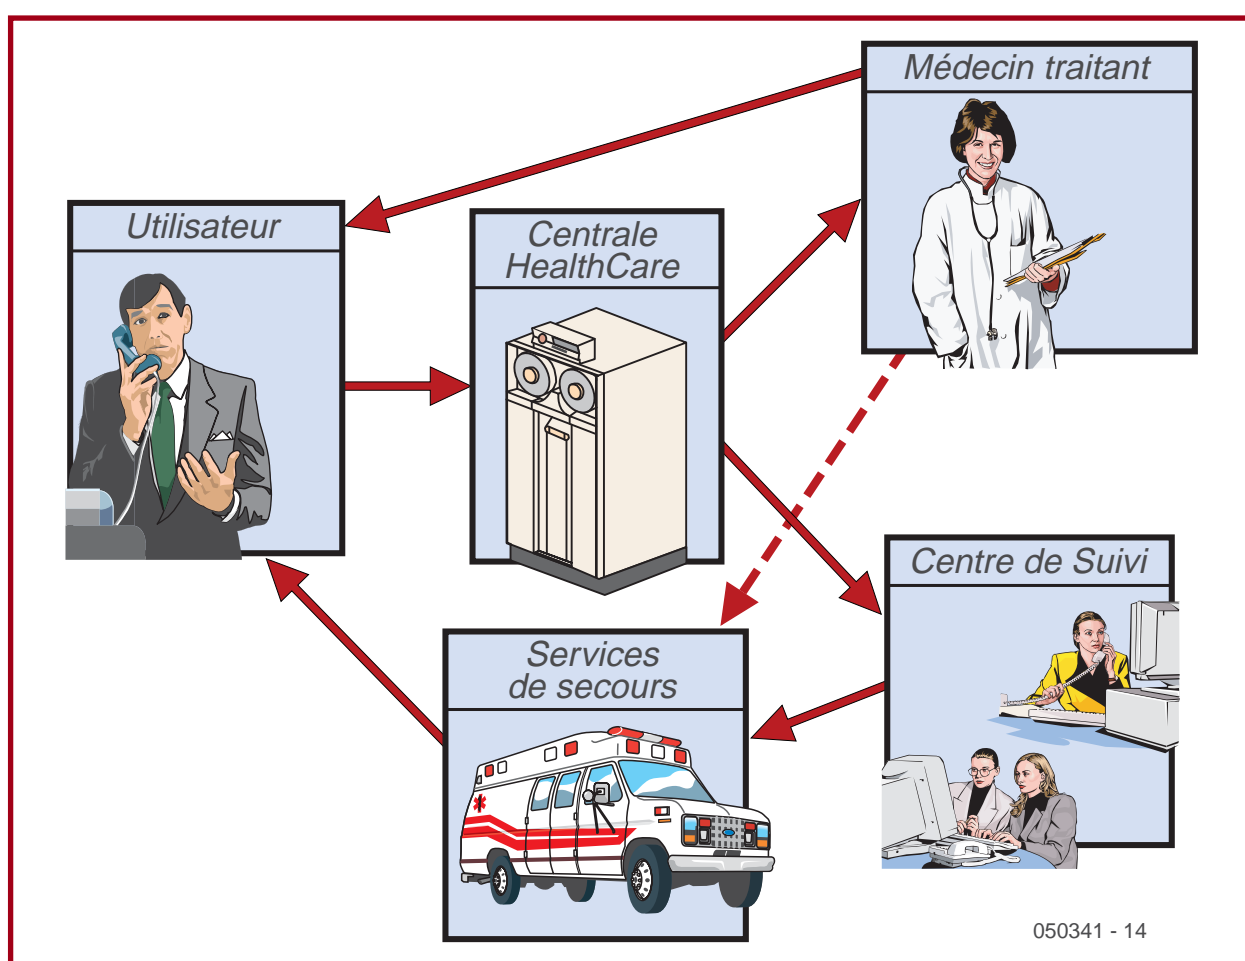 Médecin traitant
Utilisateur
Centrale
HealthCare
Centre de Suivi
Services
de secours
050341 - 14